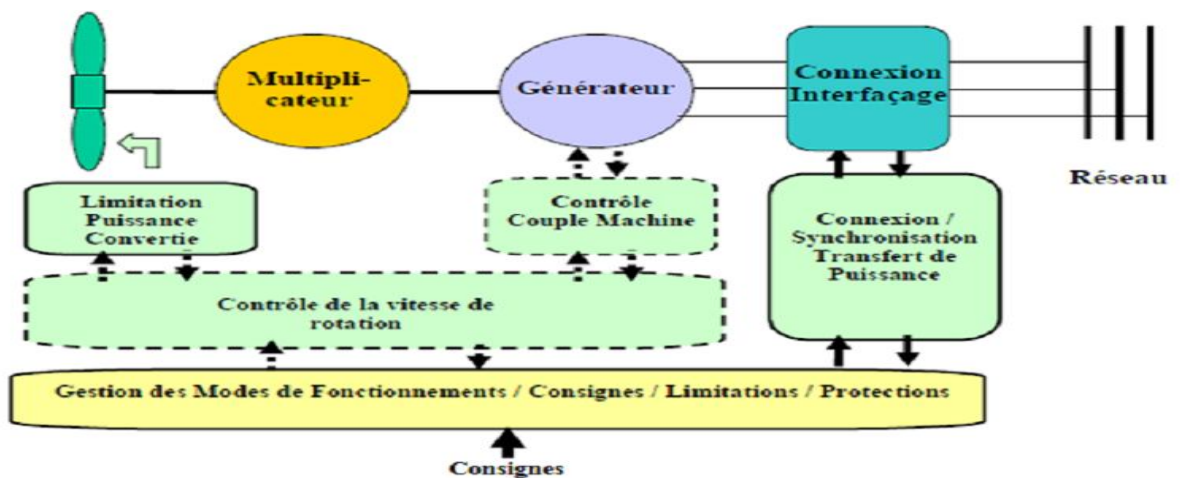 Multipli-
cateur
Générateur
Connexion
Interfaçage
Réseau
Limitation
Puissance
Convertie
Contrôle
Couple Machine
Connexion /
Synchronisation
Transfert de
Puissance
Contrôle de la vitesse de
rotation
Gestion des Modes de Fonctionnements / Consignes / Limitations / Protections
Consignes